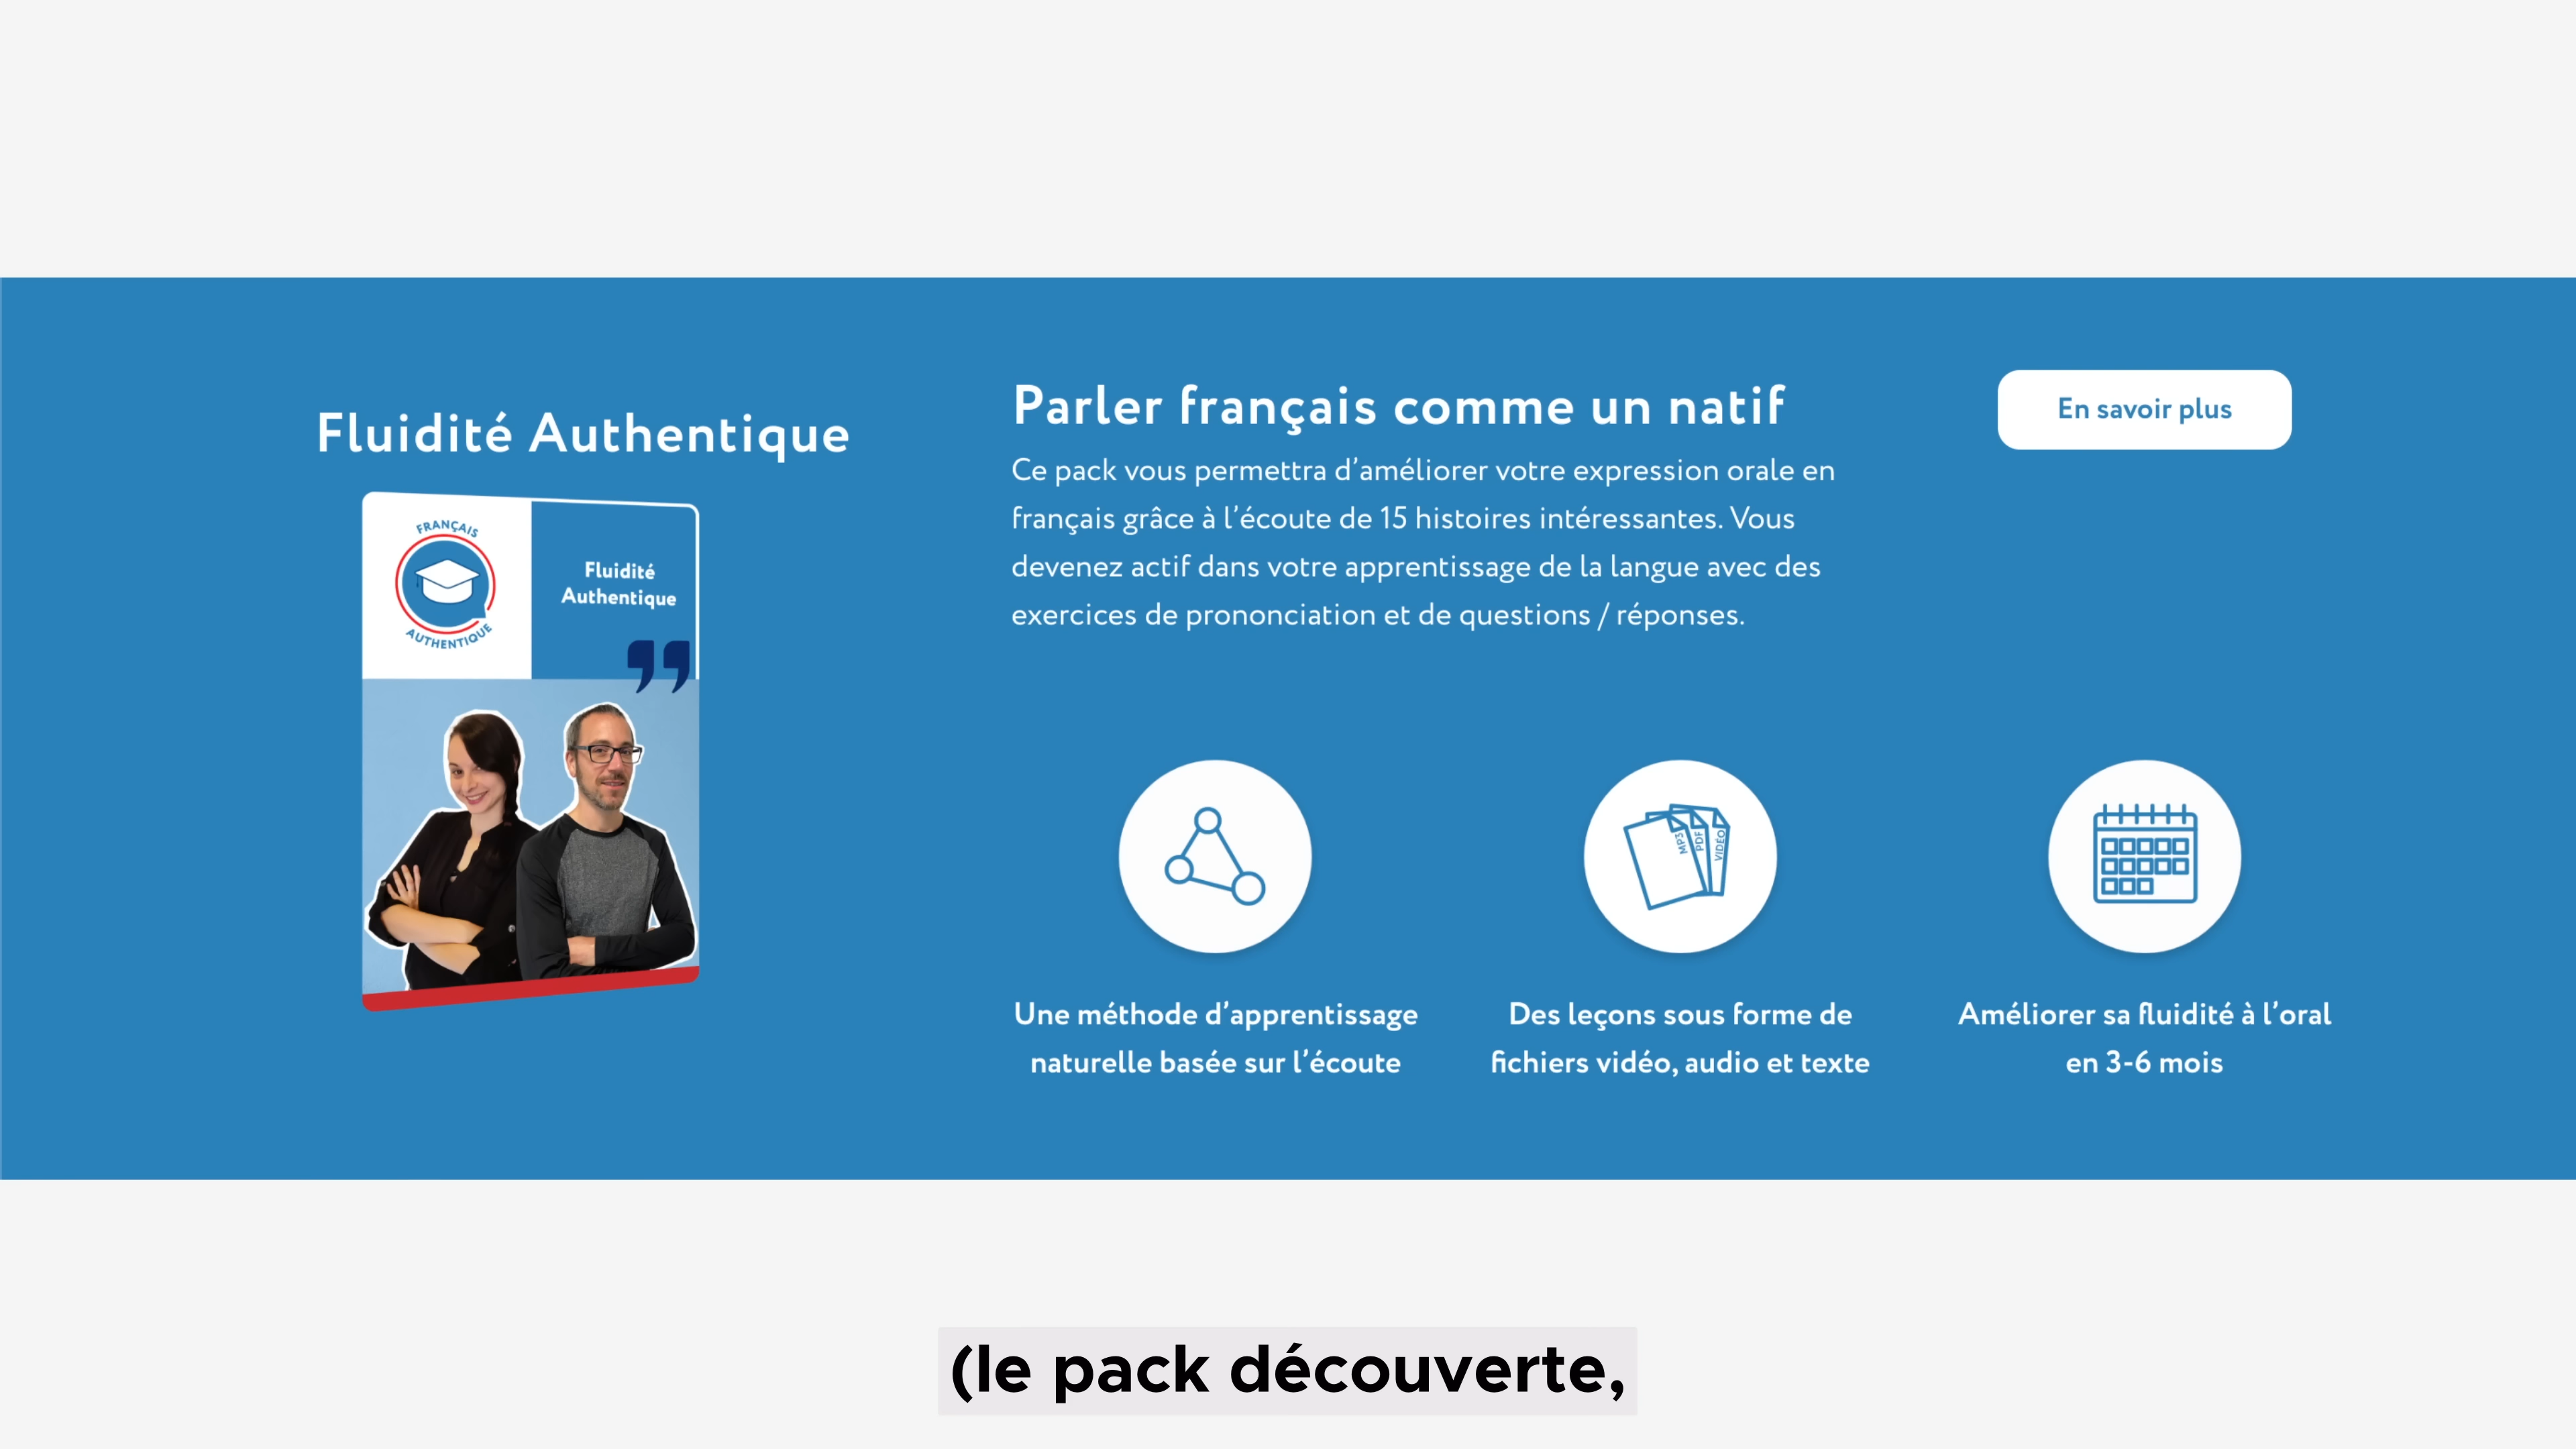 Fluidité Authentique
FRANÇAIS
AUTHENTIQUE
Fluidité
Authentique
Parler français comme un natif
Ce pack vous permettra d'améliorer votre expression orale en
français grâce à l'écoute de 15 histoires intéressantes. Vous
devenez actif dans votre apprentissage de la langue avec des
exercices de prononciation et de questions / réponses.
En savoir plus
MP3
PDF
VIDÉO
Une méthode d'apprentissage
naturelle basée sur l'écoute
Des leçons sous forme de
fichiers vidéo, audio et texte
Améliorer sa fluidité à l'oral
en 3-6 mois
(le pack découverte,